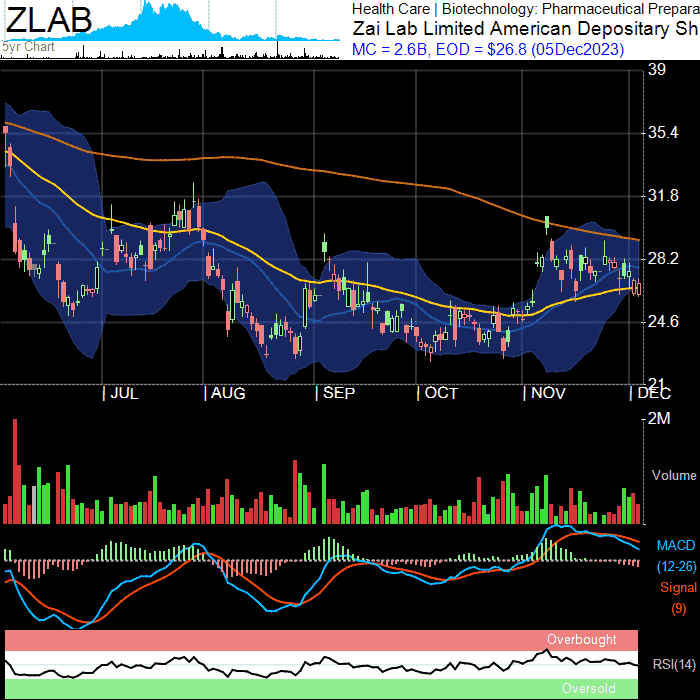 ZLAB
5yr Chart
Health Care | Biotechnology: Pharmaceutical Prepara
Zai Lab Limited American Depositary Sh
MC = 2.6B, EOD = $26.8 (05Dec2023)
39
35.4
31.8
28.2
24.6
21
JUL AUG SEP OCT NOV DEC
2M
Volume
MACD
(12-26)
Signal
(9)
Overbought
RSI(14)
Oversold